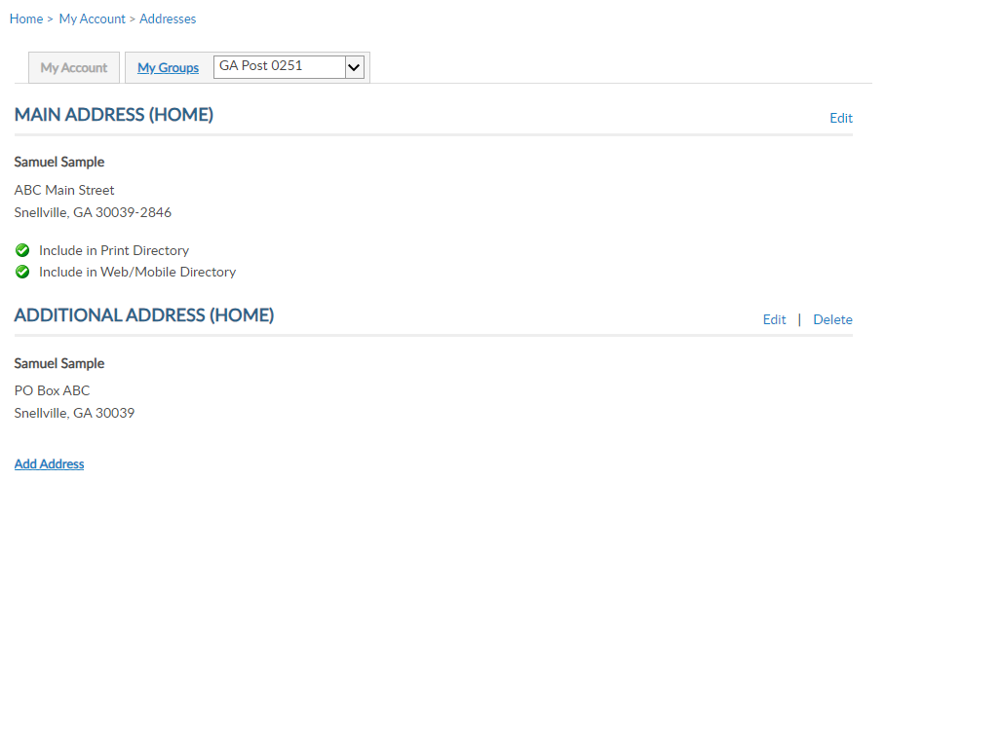 Home > My Account > Addresses
My Account My Groups GA Post 0251
MAIN ADDRESS (HOME) Edit
Samuel Sample
ABC Main Street
Snellville, GA 30039-2846
Include in Print Directory
Include in Web/Mobile Directory
ADDITIONAL ADDRESS (HOME) Edit | Delete
Samuel Sample
PO Box ABC
Snellville, GA 30039
Add Address